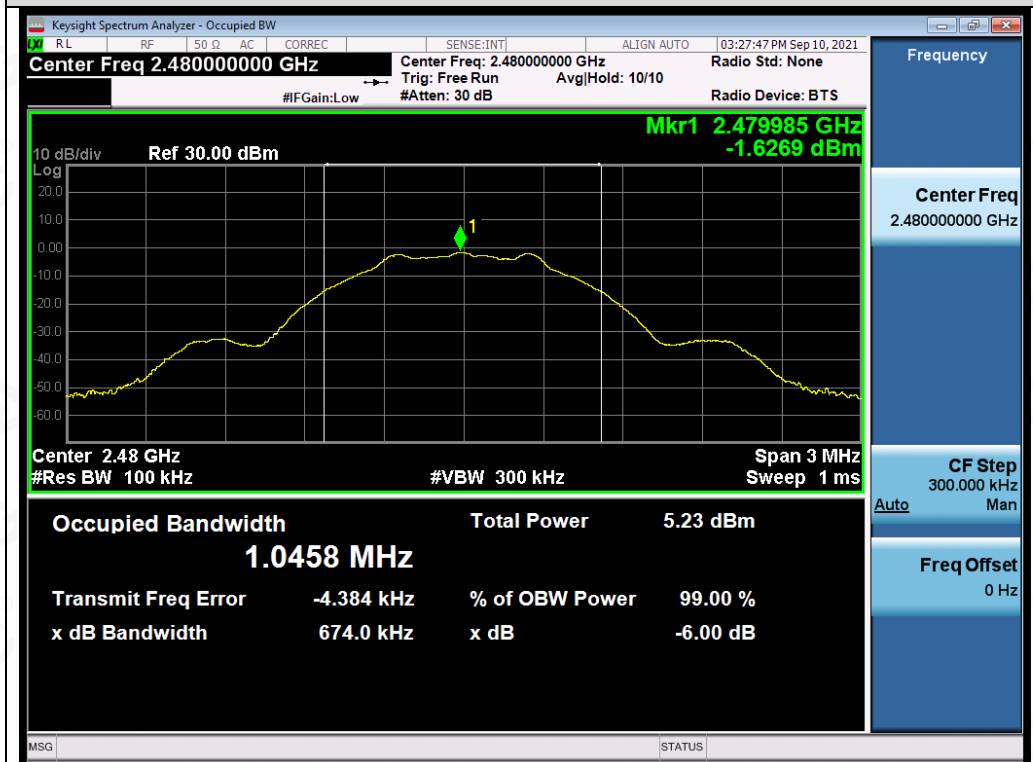 Keysight Spectrum Analyzer - Occupied BW
LXI RL RF 50 Ω AC CORREC SENSE:INT ALIGN AUTO 03:27:47 PM Sep 10, 2021
Center Freq 2.480000000 GHz
Center Freq: 2.480000000 GHz
Radio Std: None
Trig: Free Run Avg|Hold: 10/10
#IFGain:Low #Atten: 30 dB Radio Device: BTS
Mkr1 2.479985 GHz
10 dB/div Ref 30.00 dBm -1.6269 dBm
Log
20.0
10.0
1
0.00
-10.0
-20.0
-30.0
-40.0
-50.0
-60.0
Center 2.48 GHz Span 3 MHz
#Res BW 100 kHz #VBW 300 kHz Sweep 1 ms
Occupied Bandwidth Total Power 5.23 dBm
1.0458 MHz
Transmit Freq Error -4.384 kHz % of OBW Power 99.00 %
x dB Bandwidth 674.0 kHz x dB -6.00 dB
Frequency
Center Freq
2.480000000 GHz
CF Step
300.000 kHz
Auto Man
Freq Offset
0 Hz
MSG STATUS